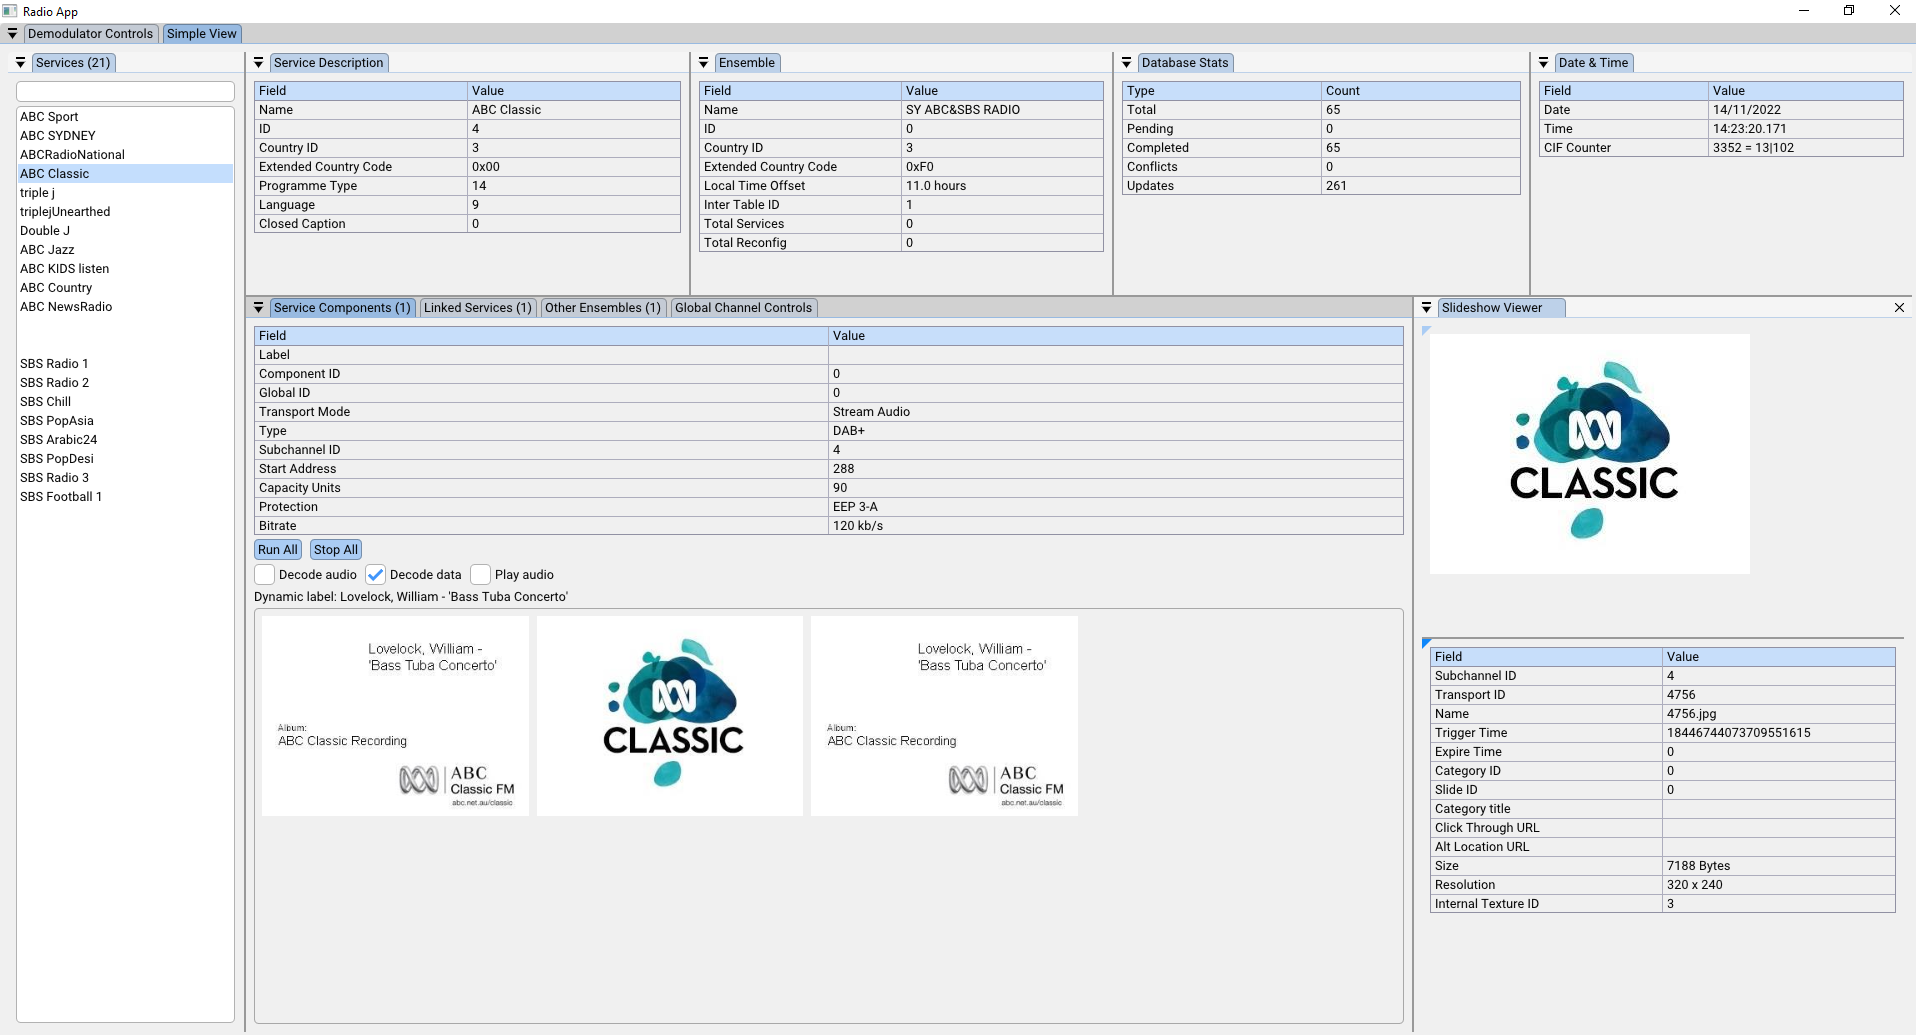 Radio App
Demodulator Controls Simple View
Services (21)
ABC Sport
ABC SYDNEY
ABCRadioNational
ABC Classic
triple j
triplejUnearthed
Double J
ABC Jazz
ABC KIDS listen
ABC Country
ABC NewsRadio
SBS Radio 1
SBS Radio 2
SBS Chill
SBS PopAsia
SBS Arabic24
SBS PopDesi
SBS Radio 3
SBS Football 1
Service Description
Field Value
Name ABC Classic
ID 4
Country ID 3
Extended Country Code 0x00
Programme Type 14
Language 9
Closed Caption 0
Ensemble
Field Value
Name SY ABC&SBS RADIO
ID 0
Country ID 3
Extended Country Code 0xF0
Local Time Offset 11.0 hours
Inter Table ID 1
Total Services 0
Total Reconfig 0
Database Stats
Type Count
Total 65
Pending 0
Completed 65
Conflicts 0
Updates 261
Date & Time
Field Value
Date 14/11/2022
Time 14:23:20.171
CIF Counter 3352 = 13|102
Service Components (1) Linked Services (1) Other Ensembles (1) Global Channel Controls
Field Value
Label
Component ID 0
Global ID 0
Transport Mode Stream Audio
Type DAB+
Subchannel ID 4
Start Address 288
Capacity Units 90
Protection EEP 3-A
Bitrate 120 kb/s
Run All Stop All
Decode audio Decode data Play audio
Dynamic label: Lovelock, William - 'Bass Tuba Concerto'
Lovelock, William -
'Bass Tuba Concerto'
Album:
ABC Classic Recording
ABC
Classic FM
abc.net.au/classic
CLASSIC
Lovelock, William -
'Bass Tuba Concerto'
Album:
ABC Classic Recording
ABC
Classic FM
abc.net.au/classic
Slideshow Viewer
CLASSIC
Field Value
Subchannel ID 4
Transport ID 4756
Name 4756.jpg
Trigger Time 18446744073709551615
Expire Time 0
Category ID 0
Slide ID 0
Category title
Click Through URL
Alt Location URL
Size 7188 Bytes
Resolution 320 x 240
Internal Texture ID 3